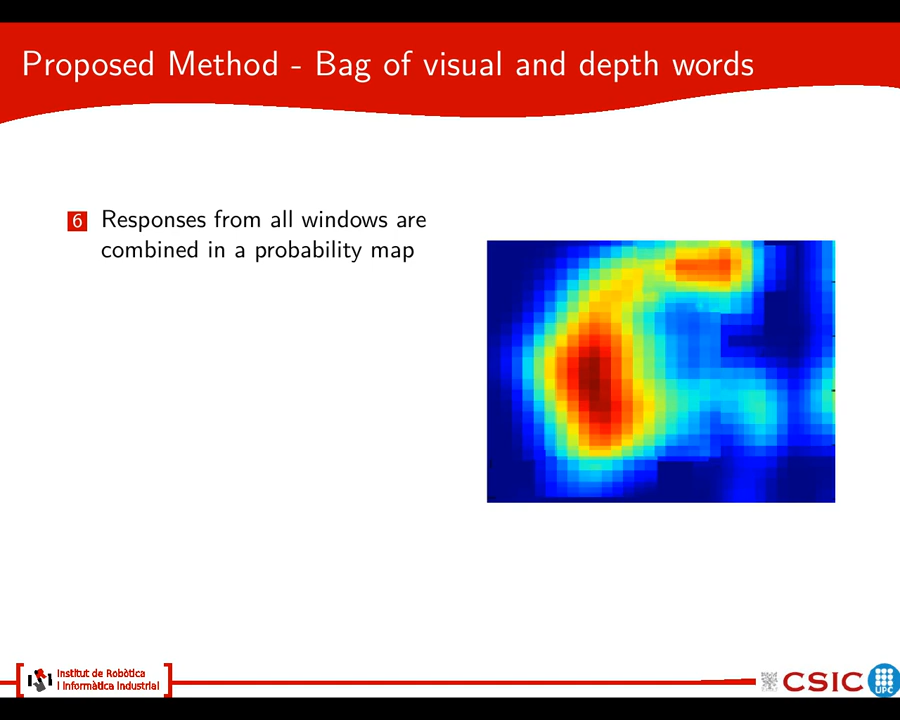 Proposed Method - Bag of visual and depth words
6 Responses from all windows are
combined in a probability map
Institut de Robòtica
i Informàtica Industrial
CSIC
UPC